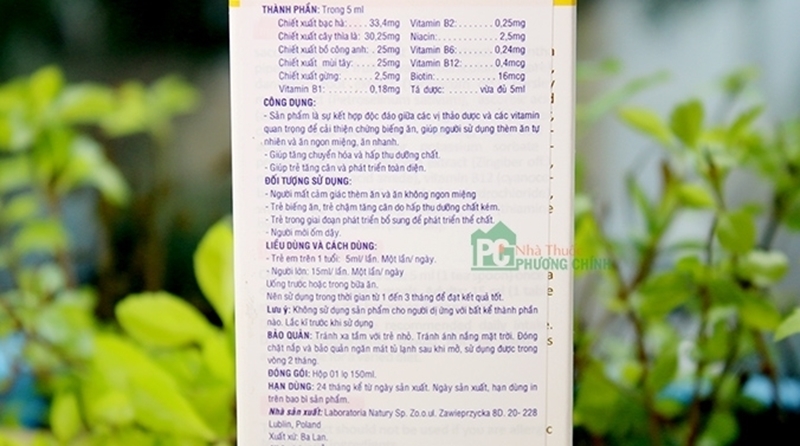 THÀNH PHẦN: Trong 5 ml
Chiết xuất bạc hà: . . . . 33,4mg Vitamin B2: . . . . . . . 0,25mg
Chiết xuất cây thìa là: 30,25mg Niacin: . . . . . . . . . . . 2,5mg
Chiết xuất bồ công anh: . 25mg Vitamin B6: . . . . . . . 0,24mg
Chiết xuất mùi tây: . . . . . 25mg Vitamin B12: . . . . . . 0,4mcg
Chiết xuất gừng: . . . . . . 2,5mg Biotin: . . . . . . . . . . . 16mcg
Vitamin B1: . . . . . . . . . 0,18mg Tá dược: . . . . . vừa đủ 5ml
CÔNG DỤNG:
- Sản phẩm là sự kết hợp độc đáo giữa các vị thảo dược và các vitamin
quan trọng để cải thiện chứng biếng ăn, giúp người sử dụng thèm ăn tự
nhiên và ăn ngon miệng, ăn nhanh.
- Giúp tăng chuyển hóa và hấp thu dưỡng chất.
- Giúp trẻ tăng cân và phát triển toàn diện.
ĐỐI TƯỢNG SỬ DỤNG:
- Người mất cảm giác thèm ăn và ăn không ngon miệng
- Trẻ biếng ăn, trẻ chậm tăng cân do hấp thu dưỡng chất kém.
- Trẻ trong giai đoạn phát triển bổ sung để phát triển thể chất.
- Người mới ốm dậy.
LIỀU DÙNG VÀ CÁCH DÙNG:
- Trẻ em trên 1 tuổi: 5ml/ lần. Một lần/ ngày.
- Người lớn: 15ml/ lần. Một lần/ ngày
Uống trước hoặc trong bữa ăn.
Nên sử dụng trong thời gian từ 1 đến 3 tháng để đạt kết quả tốt.
Lưu ý: Không sử dụng sản phẩm cho người dị ứng với bất kể thành phần
nào. Lắc kĩ trước khi sử dụng
BẢO QUẢN: Tránh xa tầm với trẻ nhỏ. Tránh ánh nắng mặt trời. Đóng
chặt nắp và bảo quản ngăn mát tủ lạnh sau khi mở, sử dụng được trong
vòng 2 tháng.
ĐÓNG GÓI: Hộp 01 lọ 150ml.
HẠN DÙNG: 24 tháng kể từ ngày sản xuất. Ngày sản xuất, hạn dùng in
trên bao bì sản phẩm.
Nhà sản xuất: Laboratoria Natury Sp. Zo.o.ul. Zawieprzycka 8D. 20- 228
Lublin, Poland
Xuất xứ: Ba Lan.
PG Nhà Thuốc
PHƯƠNG CHÍNH